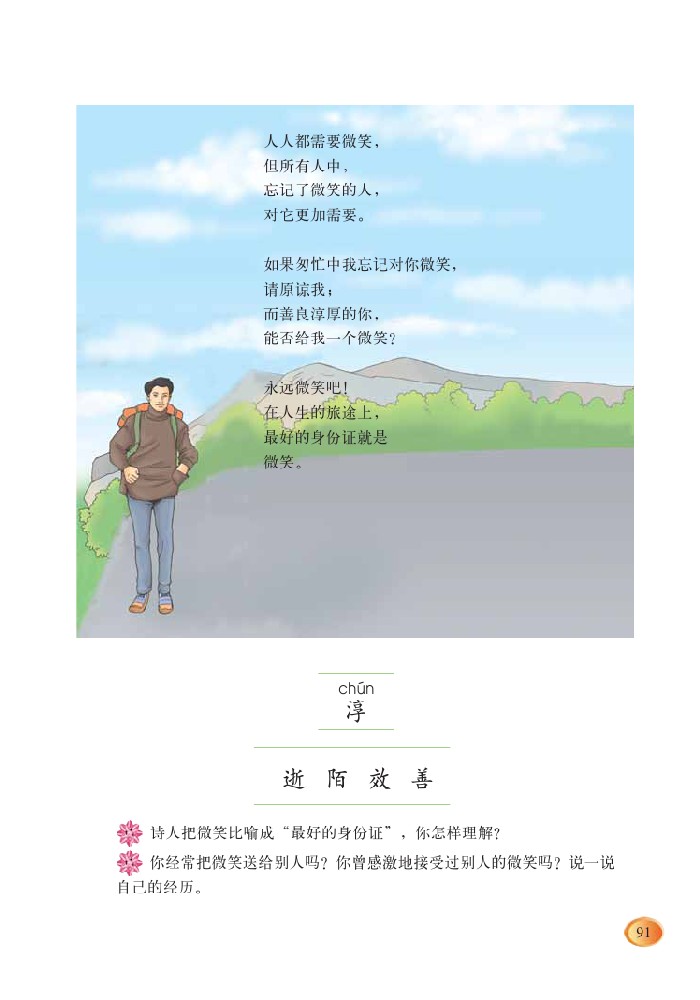 人人都需要微笑，
但所有人中，
忘记了微笑的人，
对它更加需要。
如果匆忙中我忘记对你微笑，
请原谅我；
而善良淳厚的你，
能否给我一个微笑？
永远微笑吧！
在人生的旅途上，
最好的身份证就是
微笑。
chún
淳
逝 陌 效 善
诗人把微笑比喻成“最好的身份证”，你怎样理解？
你经常把微笑送给别人吗？你曾感激地接受过别人的微笑吗？说一说
自己的经历。
91